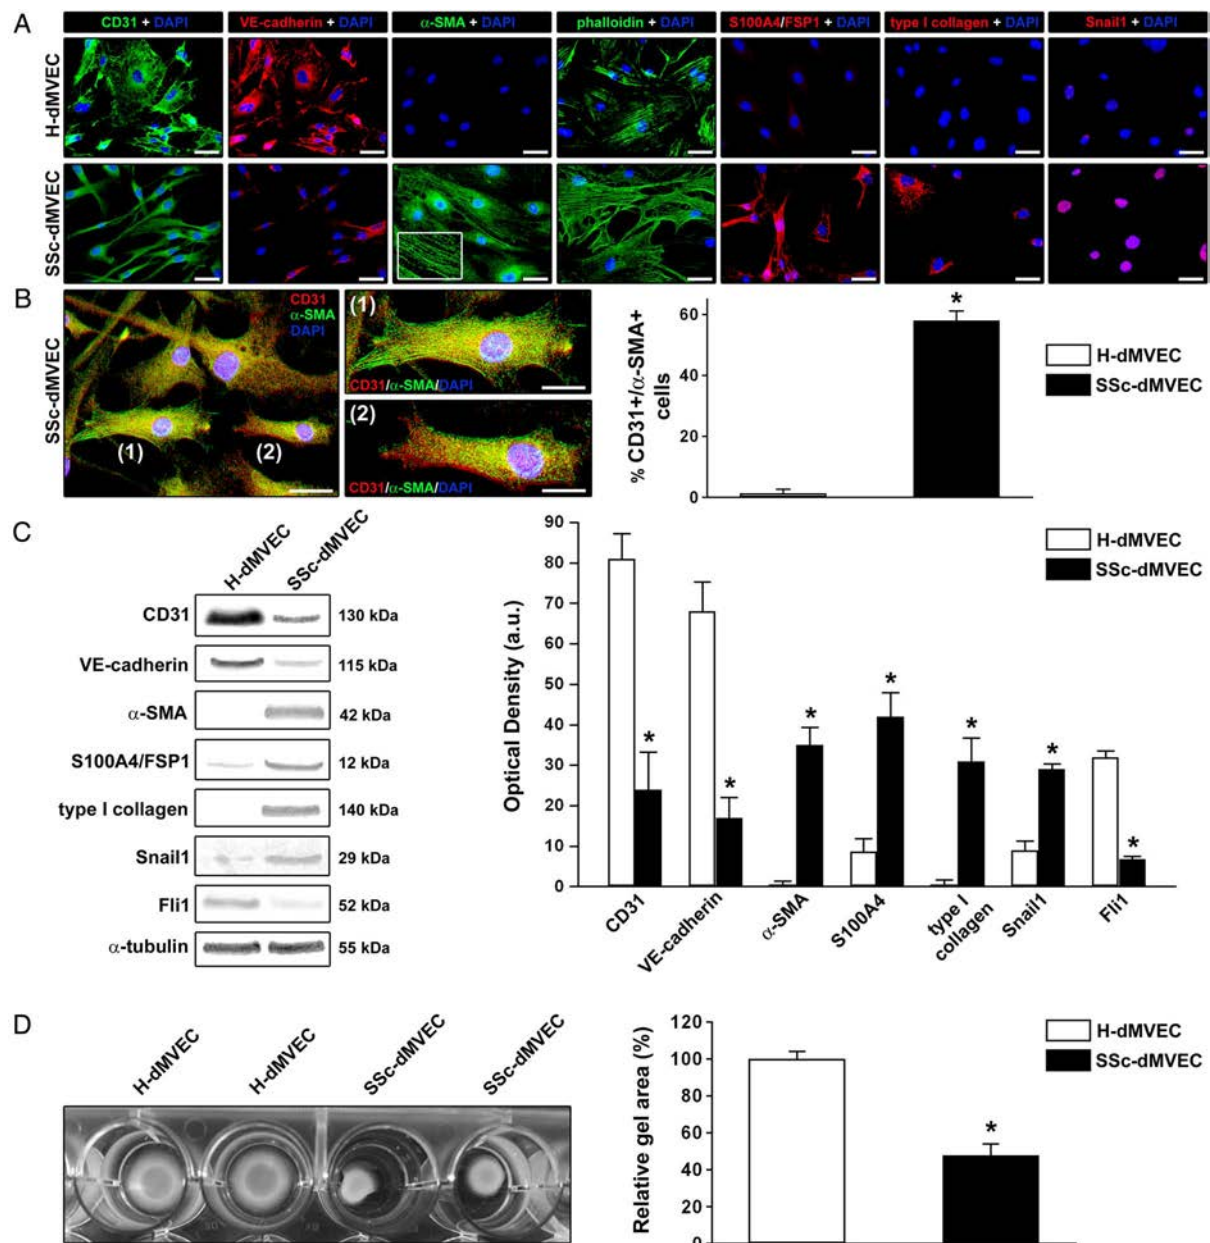 A
CD31 + DAPI
VE-cadherin + DAPI
α-SMA + DAPI
phalloidin + DAPI
S100A4/FSP1 + DAPI
type I collagen + DAPI
Snail1 + DAPI
H-dMVEC
SSc-dMVEC
B
SSc-dMVEC
CD31
α-SMA
DAPI
(1)
(2)
(1)
CD31/α-SMA/DAPI
(2)
CD31/α-SMA/DAPI
% CD31+/α-SMA+
cells
60
40
60
0
*
H-dMVEC
SSc-dMVEC
C
H-dMVEC
SSc-dMVEC
CD31
130 kDa
VE-cadherin
115 kDa
α-SMA
42 kDa
S100A4/FSP1
12 kDa
type I collagen
140 kDa
Snail1
29 kDa
Fli1
52 kDa
α-tubulin
55 kDa
Optical Density (a.u.)
90
80
70
60
50
40
30
20
10
0
*
*
*
*
*
*
*
CD31
VE-cadherin
α-SMA
S100A4
type I
collagen
Snail1
Fli1
H-dMVEC
SSc-dMVEC
D
H-dMVEC
H-dMVEC
SSc-dMVEC
SSc-dMVEC
Relative gel area (%)
120
100
80
60
40
20
0
*
H-dMVEC
SSc-dMVEC